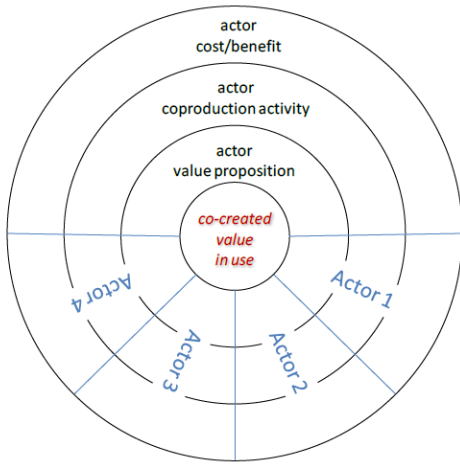 actor
cost/benefit
actor
coproduction activity
actor
value proposition
co-created
value
in use
Actor 1
Actor 2
Actor 3
Actor 4